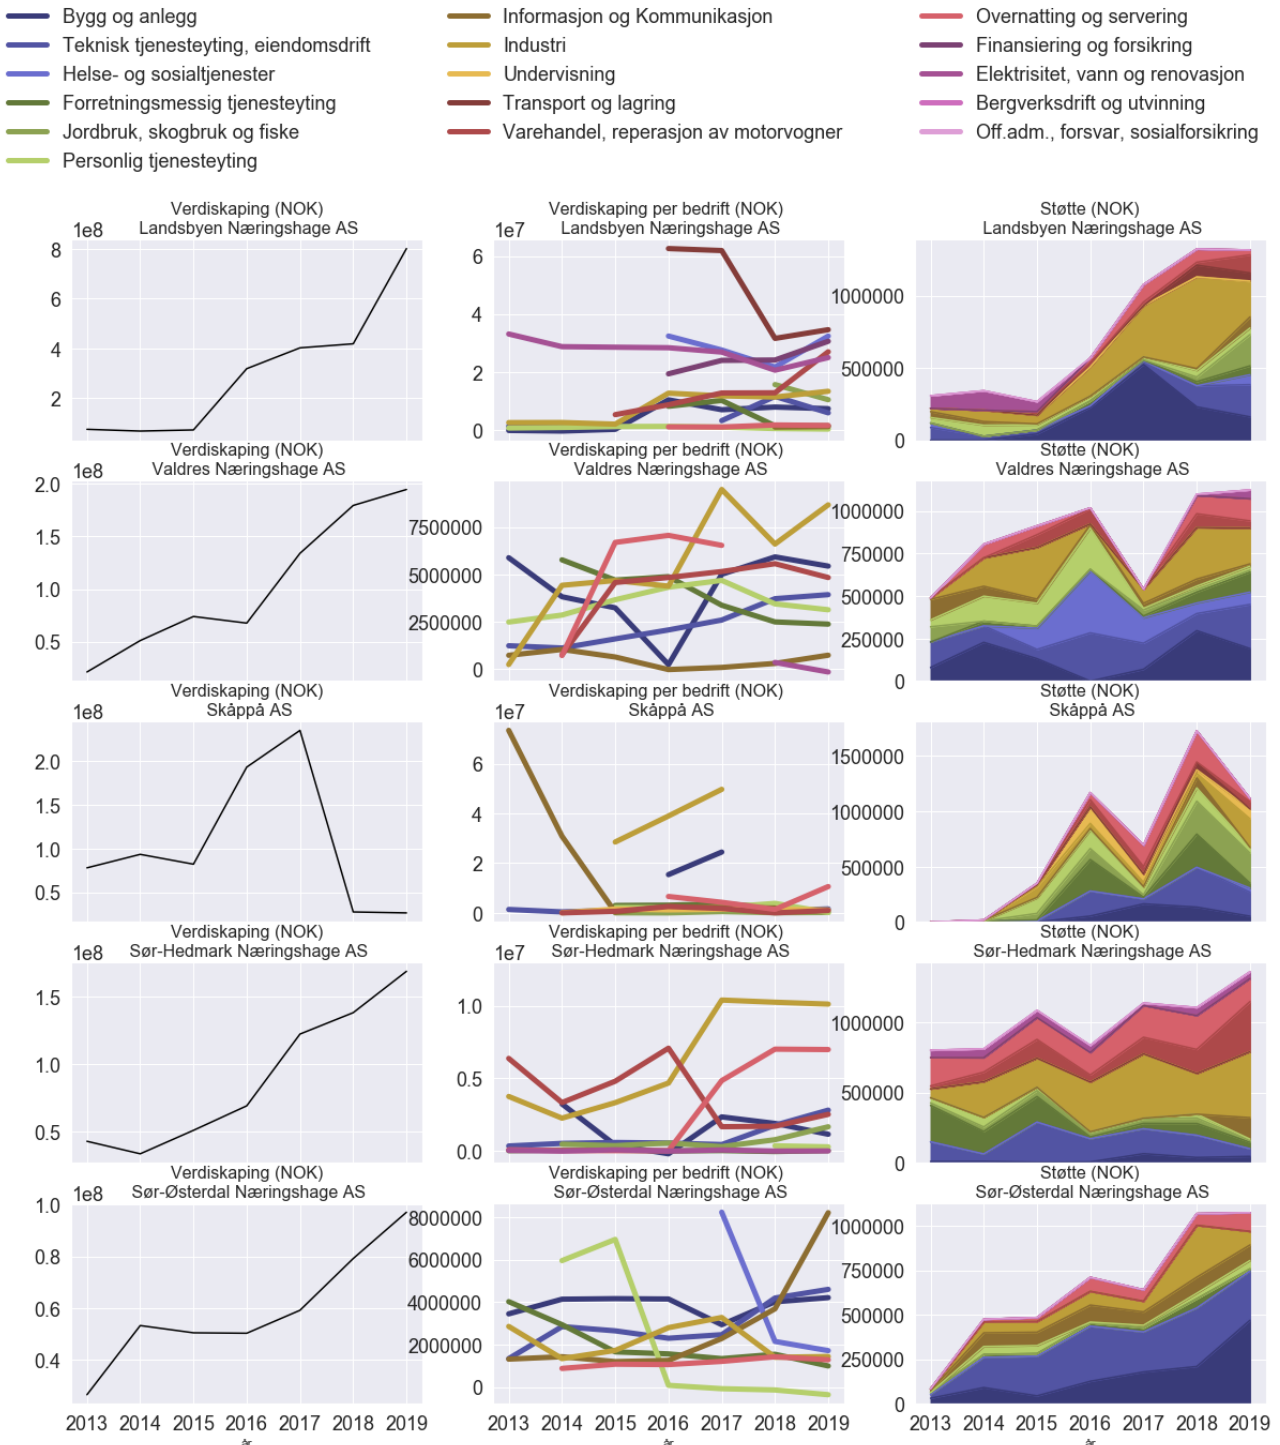 Bygg og anlegg
Teknisk tjenesteyting, eiendomsdrift
Helse- og sosialtjenester
Forretningsmessig tjenesteyting
Jordbruk, skogbruk og fiske
Personlig tjenesteyting
Informasjon og Kommunikasjon
Industri
Undervisning
Transport og lagring
Varehandel, reperasjon av motorvogner
Overnatting og servering
Finansiering og forsikring
Elektrisitet, vann og renovasjon
Bergverksdrift og utvinning
Off.adm., forsvar, sosialforsikring
Verdiskaping (NOK)
Landsbyen Næringshage AS
1e8
8
6
4
2
Verdiskaping per bedrift (NOK)
Landsbyen Næringshage AS
1e7
6
4
2
0
Støtte (NOK)
Landsbyen Næringshage AS
1000000
500000
0
Verdiskaping (NOK)
Valdres Næringshage AS
1e8
2.0
1.5
1.0
0.5
Verdiskaping per bedrift (NOK)
Valdres Næringshage AS
7500000
5000000
2500000
0
Støtte (NOK)
Valdres Næringshage AS
1000000
750000
500000
250000
0
Verdiskaping (NOK)
Skåppå AS
1e8
2.0
1.5
1.0
0.5
Verdiskaping per bedrift (NOK)
Skåppå AS
1e7
6
4
2
0
Støtte (NOK)
Skåppå AS
1500000
1000000
500000
0
Verdiskaping (NOK)
Sør-Hedmark Næringshage AS
1e8
1.5
1.0
0.5
Verdiskaping per bedrift (NOK)
Sør-Hedmark Næringshage AS
1e7
1.0
0.5
0.0
Støtte (NOK)
Sør-Hedmark Næringshage AS
1000000
500000
0
Verdiskaping (NOK)
Sør-Østerdal Næringshage AS
1e8
1.0
0.8
0.6
0.4
2013 2014 2015 2016 2017 2018 2019
år
Verdiskaping per bedrift (NOK)
Sør-Østerdal Næringshage AS
8000000
6000000
4000000
2000000
0
2013 2014 2015 2016 2017 2018 2019
år
Støtte (NOK)
Sør-Østerdal Næringshage AS
1000000
750000
500000
250000
0
2013 2014 2015 2016 2017 2018 2019
år